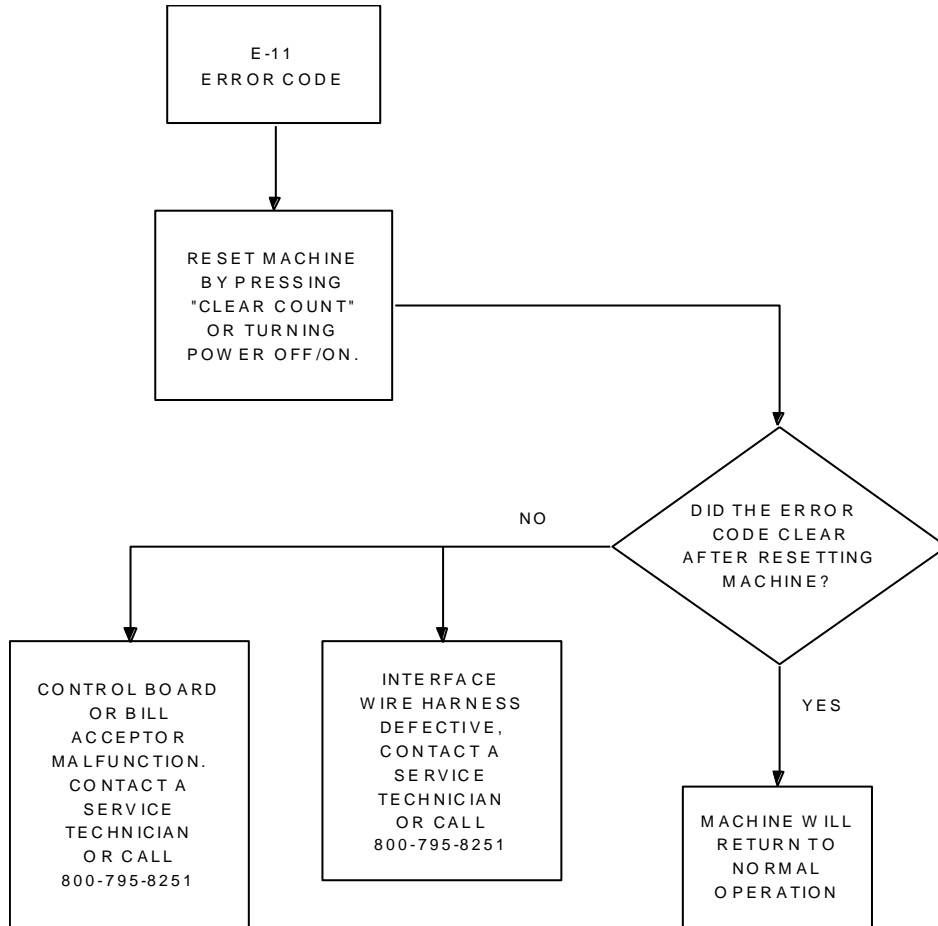 E-11
ERROR CODE
RESET MACHINE
BY PRESSING
"CLEAR COUNT"
OR TURNING
POWER OFF/ON.
DID THE ERROR
CODE CLEAR
AFTER RESETTING
MACHINE?
NO
YES
CONTROL BOARD
OR BILL
ACCEPTOR
MALFUNCTION.
CONTACT A
SERVICE
TECHNICIAN
OR CALL
800-795-8251
INTERFACE
WIRE HARNESS
DEFECTIVE,
CONTACT A
SERVICE
TECHNICIAN
OR CALL
800-795-8251
MACHINE WILL
RETURN TO
NORMAL
OPERATION